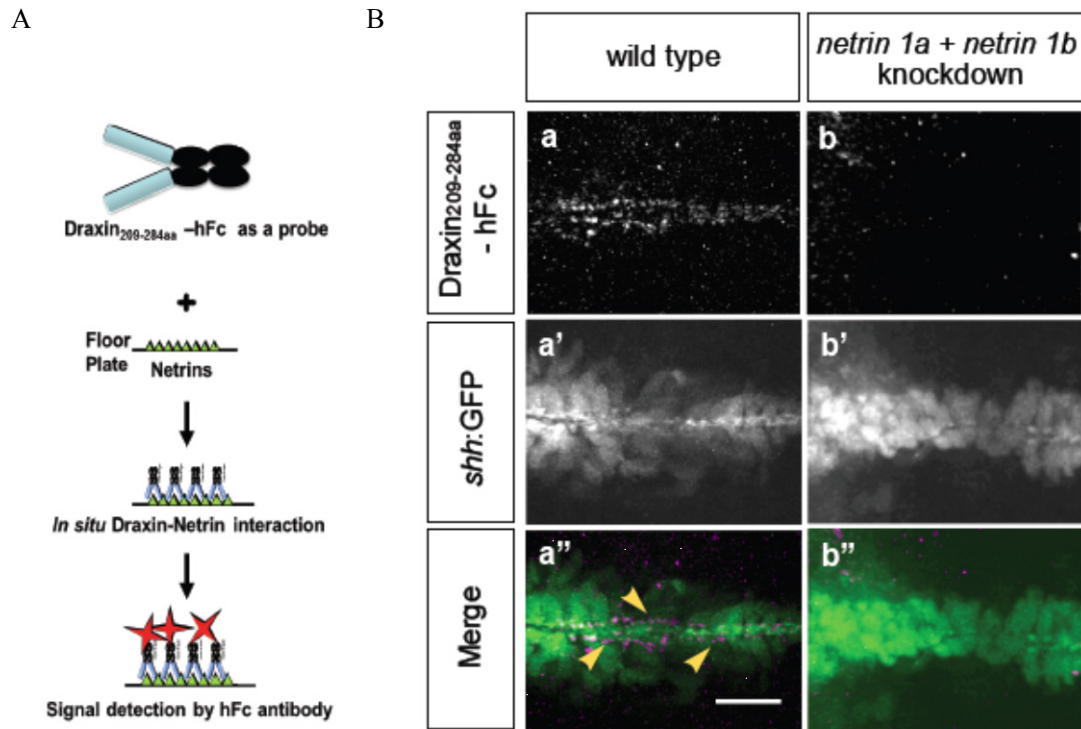 A
B
Draxin209-284aa –hFc as a probe
+
Floor
Plate
Netrins
In situ Draxin-Netrin interaction
Signal detection by hFc antibody
wild type
netrin 1a + netrin 1b
knockdown
Draxin209-284aa
- hFc
a
b
shh:GFP
a'
b'
Merge
a"
b"